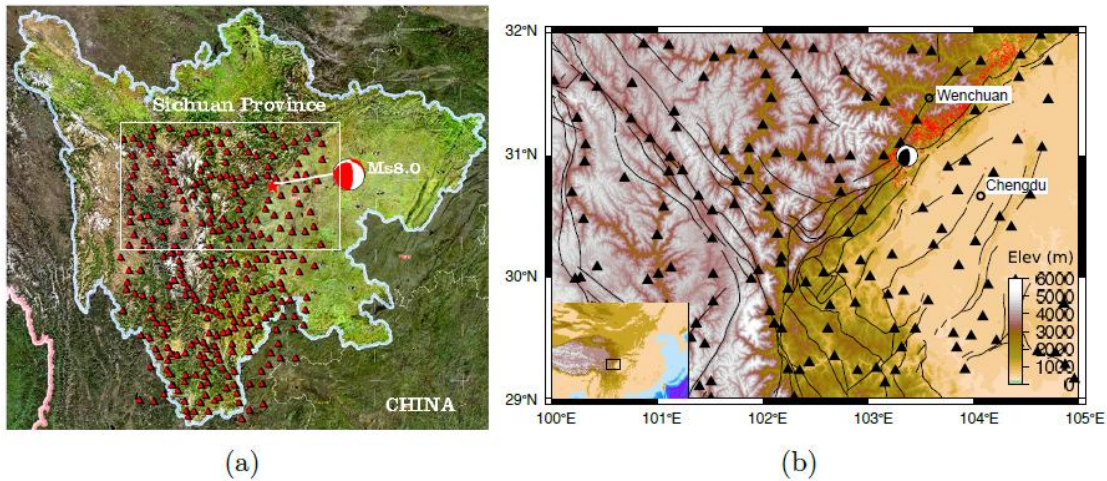 Sichuan Province
Ms8.0
CHINA
(a)
32°N
31°N
30°N
29°N
100°E
101°E
102°E
103°E
104°E
105°E
Wenchuan
Chengdu
Elev (m)
6000
5000
4000
3000
2000
1000
0
(b)